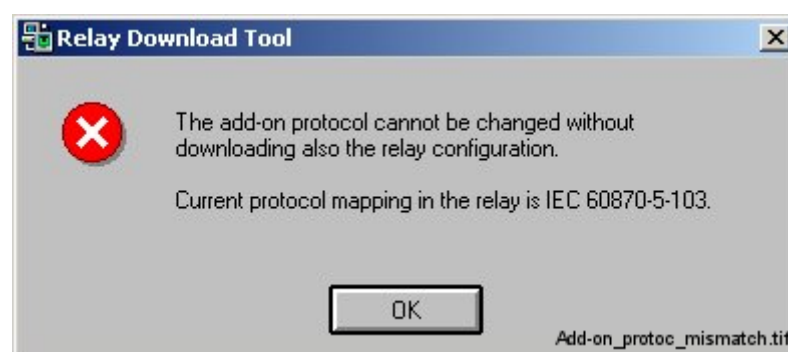 Relay Download Tool
The add-on protocol cannot be changed without
downloading also the relay configuration.
Current protocol mapping in the relay is IEC 60870-5-103.
OK
Add-on_protoc_mismatch.tif